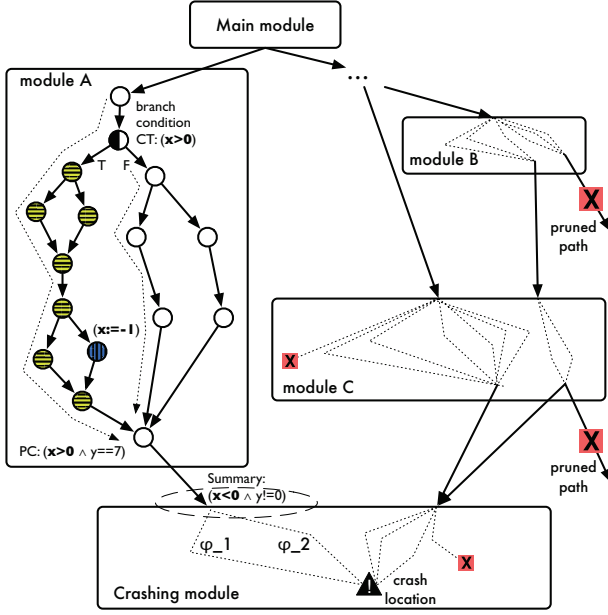 Main module
module A
...
branch
condition
CT: (x>0)
T F
module B
X
pruned
path
(x:=-1)
X
module C
PC: (x>0 ∧ y==7)
X
pruned
path
Summary:
(x<0 ∧ y!=0)
φ_1 φ_2
X
!
crash
location
Crashing module